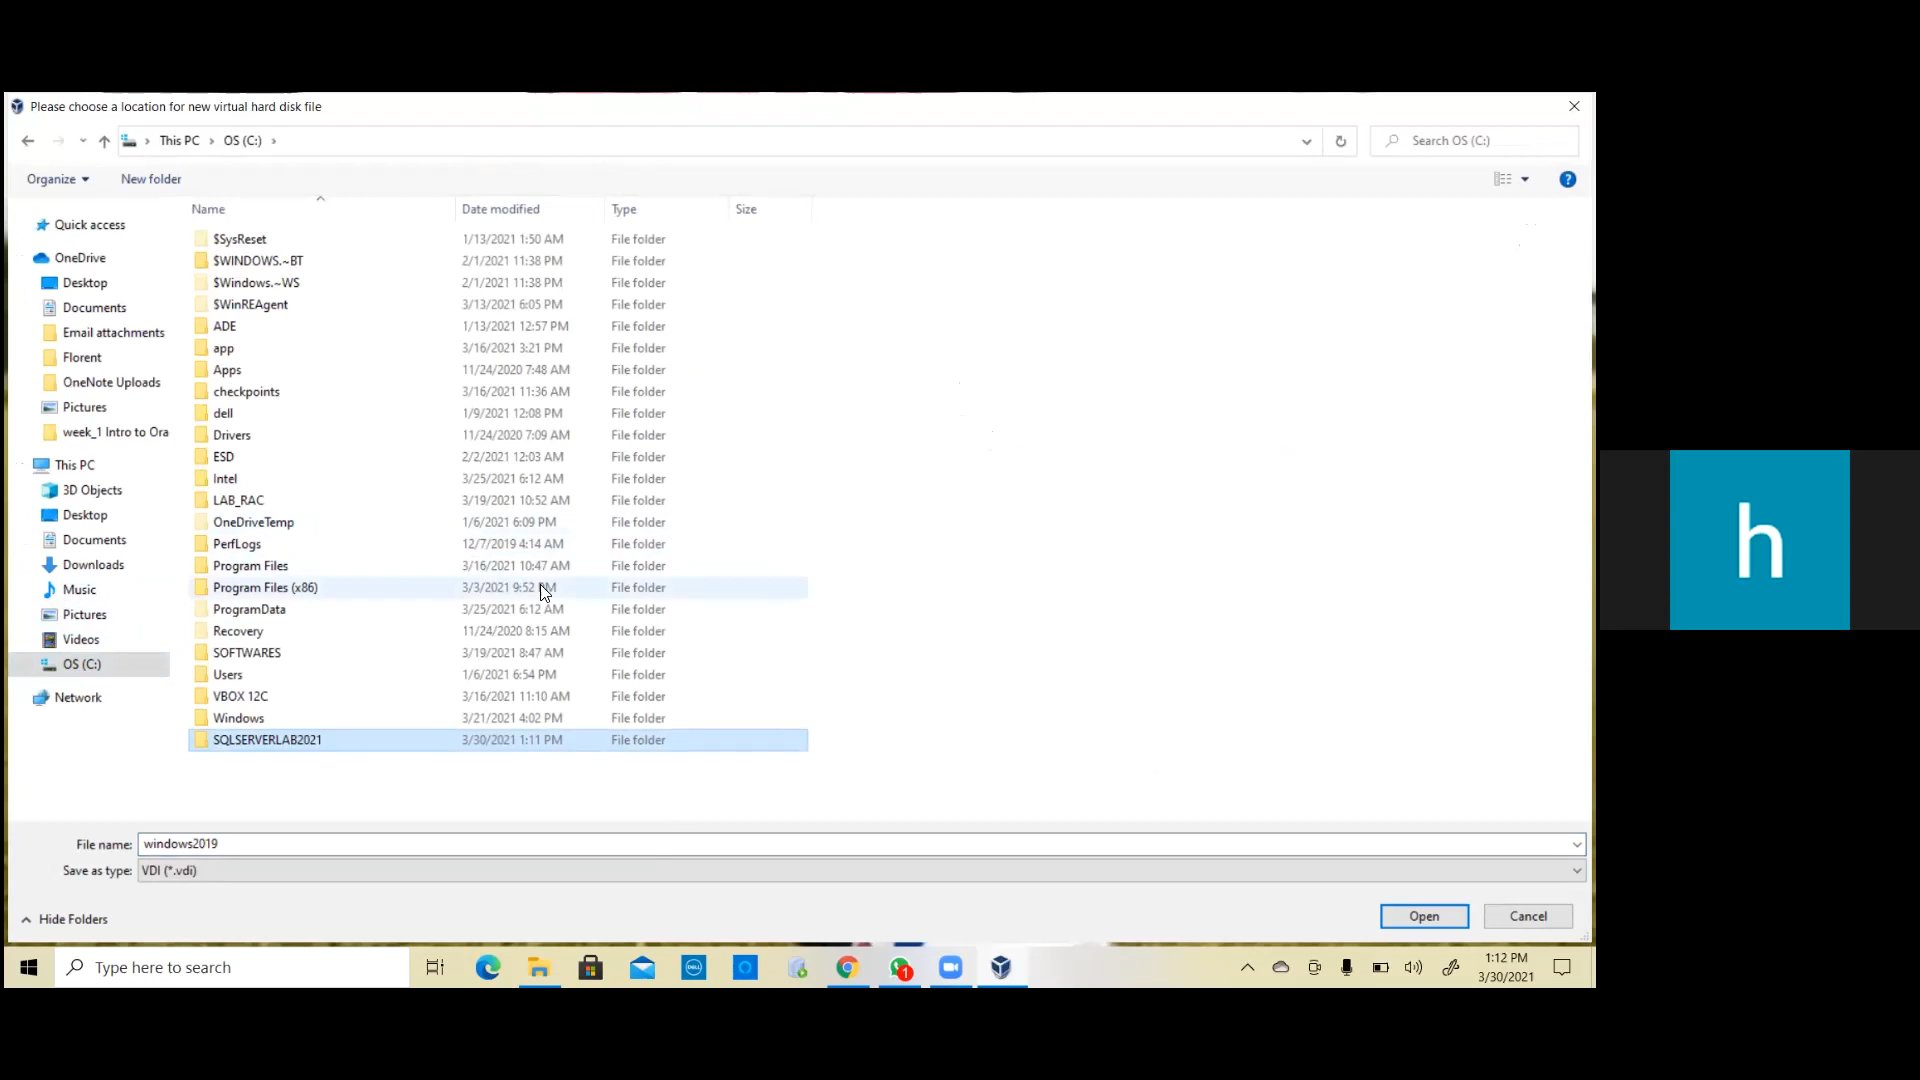 Please choose a location for new virtual hard disk file
This PC > OS (C:) >
Search OS (C:)
Organize
New folder
?
Name Date modified Type Size
Quick access
OneDrive
Desktop
Documents
Email attachments
Florent
OneNote Uploads
Pictures
week_1 Intro to Ora
This PC
3D Objects
Desktop
Documents
Downloads
Music
Pictures
Videos
OS (C:)
Network
$SysReset 1/13/2021 1:50 AM File folder
$WINDOWS.~BT 2/1/2021 11:38 PM File folder
$Windows.~WS 2/1/2021 11:38 PM File folder
$WinREAgent 3/13/2021 6:05 PM File folder
ADE 1/13/2021 12:57 PM File folder
app 3/16/2021 3:21 PM File folder
Apps 11/24/2020 7:48 AM File folder
checkpoints 3/16/2021 11:36 AM File folder
dell 1/9/2021 12:08 PM File folder
Drivers 11/24/2020 7:09 AM File folder
ESD 2/2/2021 12:03 AM File folder
Intel 3/25/2021 6:12 AM File folder
LAB_RAC 3/19/2021 10:52 AM File folder
OneDriveTemp 1/6/2021 6:09 PM File folder
PerfLogs 12/7/2019 4:14 AM File folder
Program Files 3/16/2021 10:47 AM File folder
Program Files (x86) 3/3/2021 9:52 PM File folder
ProgramData 3/25/2021 6:12 AM File folder
Recovery 11/24/2020 8:15 AM File folder
SOFTWARES 3/19/2021 8:47 AM File folder
Users 1/6/2021 6:54 PM File folder
VBOX 12C 3/16/2021 11:10 AM File folder
Windows 3/21/2021 4:02 PM File folder
SQLSERVERLAB2021 3/30/2021 1:11 PM File folder
File name: windows2019
Save as type: VDI (*.vdi)
Hide Folders
Open
Cancel
Type here to search
DELL
1
1:12 PM
3/30/2021
h